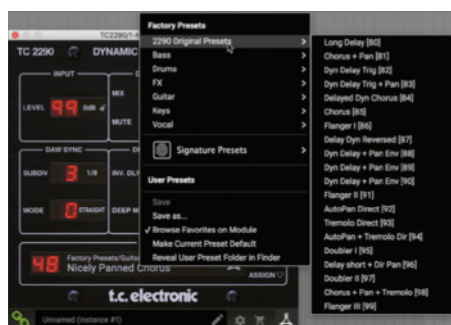 TC2290/1-
TC 2290
DYNAMIC
INPUT
LEVEL
99
0dB
MIX
MUTE
DAW SYNC
SUBDIV
3
1/8
INV. DLY
MODE
0
STRAIGHT
DEEP M
48
Factory Presets/Guitar
Nicely Panned Chorus
ASSIGN
t.c. electronic
Unnamed (Instance #1)
Factory Presets
2290 Original Presets
Bass
Drums
FX
Guitar
Keys
Vocal
Signature Presets
User Presets
Save
Save as...
✓ Browse Favorites on Module
Make Current Preset Default
Reveal User Preset Folder in Finder
Long Delay [80]
Chorus + Pan [81]
Dyn Delay Trig [82]
Dyn Delay Trig + Pan [83]
Delayed Dyn Chorus [84]
Chorus [85]
Flanger I [86]
Delay Dyn Reversed [87]
Dyn Delay + Pan Env [88]
Dyn Delay + Pan Env [89]
Dyn Delay + Pan Env [90]
Flanger II [91]
AutoPan Direct [92]
Tremolo Direct [93]
AutoPan + Tremolo Dir [94]
Doubler I [95]
Delay short + Dir Pan [96]
Doubler II [97]
Chorus + Pan + Tremolo [98]
Flanger III [99]